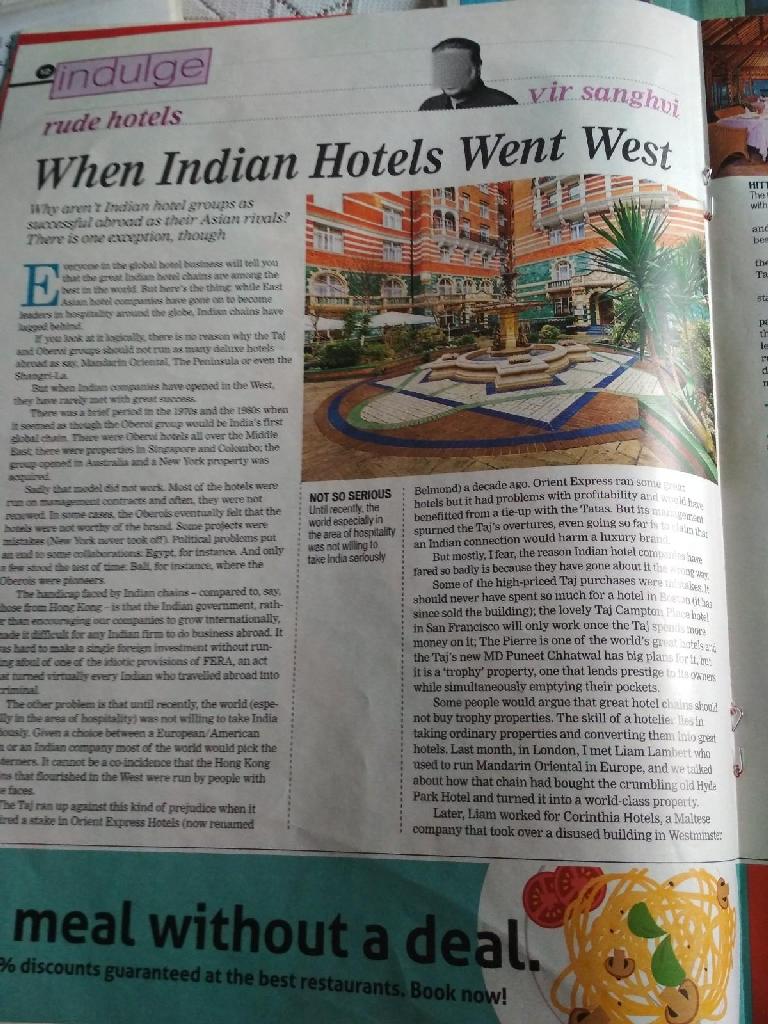 indulge
rude hotels
vir sanghvi
When Indian Hotels Went West
Why aren't Indian hotel groups as
successful abroad as their Asian rivals?
There is one exception, though
Everyone in the global hotel business will tell you
that the great Indian hotel chains are among the
best in the world. But here's the thing: while East
Asian hotel companies have gone on to become
leaders in hospitality around the globe, Indian chains have
lagged behind.
If you look at it logically, there is no reason why the Taj
and Oberoi groups should not run as many deluxe hotels
abroad as say, Mandarin Oriental, The Peninsula or even the
Shangri-La.
But when Indian companies have opened in the West,
they have rarely met with great success.
There was a brief period in the 1970s and the 1980s when
it seemed as though the Oberoi group would be India's first
global chain. There were Oberoi hotels all over the Middle
East; there were properties in Singapore and Colombo; the
group opened in Australia and a New York property was
acquired.
Sadly that model did not work. Most of the hotels were
run on management contracts and often, they were not
renewed. In some cases, the Oberois eventually felt that the
hotels were not worthy of the brand. Some projects were
mistakes (New York never took off). Political problems put
an end to some collaborations: Egypt, for instance. And only
a few stood the test of time: Bali, for instance, where the
Oberois were pioneers.
The handicap faced by Indian chains – compared to, say,
those from Hong Kong – is that the Indian government, rath-
er than encouraging our companies to grow internationally,
made it difficult for any Indian firm to do business abroad. It
was hard to make a single foreign investment without run-
ing afoul of one of the idiotic provisions of FERA, an act
at turned virtually every Indian who travelled abroad into
criminal.
The other problem is that until recently, the world (espe-
lly in the area of hospitality) was not willing to take India
iously. Given a choice between a European/American
n or an Indian company most of the world would pick the
terners. It cannot be a co-incidence that the Hong Kong
ns that flourished in the West were run by people with
e faces.
The Taj ran up against this kind of prejudice when it
ired a stake in Orient Express Hotels (now renamed
NOT SO SERIOUS
Until recently, the
world especially in
the area of hospitality
was not willing to
take India seriously
Belmond) a decade ago. Orient Express ran some great
hotels but it had problems with profitability and would have
benefitted from a tie-up with the Tatas. But its management
spurned the Taj's overtures, even going so far is to claim that
an Indian connection would harm a luxury brand.
But mostly, I fear, the reason Indian hotel companies have
fared so badly is because they have gone about it the wrong way.
Some of the high-priced Taj purchases were mistakes. It
should never have spent so much for a hotel in Boston (it has
since sold the building); the lovely Taj Campton Place hotel
in San Francisco will only work once the Taj spends more
money on it; The Pierre is one of the world's great hotels and
the Taj's new MD Puneet Chhatwal has big plans for it, but
it is a 'trophy' property, one that lends prestige to its owners
while simultaneously emptying their pockets.
Some people would argue that great hotel chains should
not buy trophy properties. The skill of a hotelier lies in
taking ordinary properties and converting them into great
hotels. Last month, in London, I met Liam Lambert who
used to run Mandarin Oriental in Europe, and we talked
about how that chain had bought the crumbling old Hyde
Park Hotel and turned it into a world-class property.
Later, Liam worked for Corinthia Hotels, a Maltese
company that took over a disused building in Westminster
meal without a deal.
% discounts guaranteed at the best restaurants. Book now!
HIT
The
with